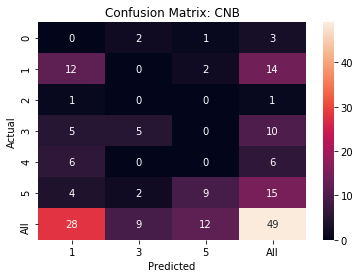 Confusion Matrix: CNB
Actual
0 0 2 1 3
1 12 0 2 14
2 1 0 0 1
3 5 5 0 10
4 6 0 0 6
5 4 2 9 15
All 28 9 12 49
1 3 5 All
Predicted
40
30
20
10
0